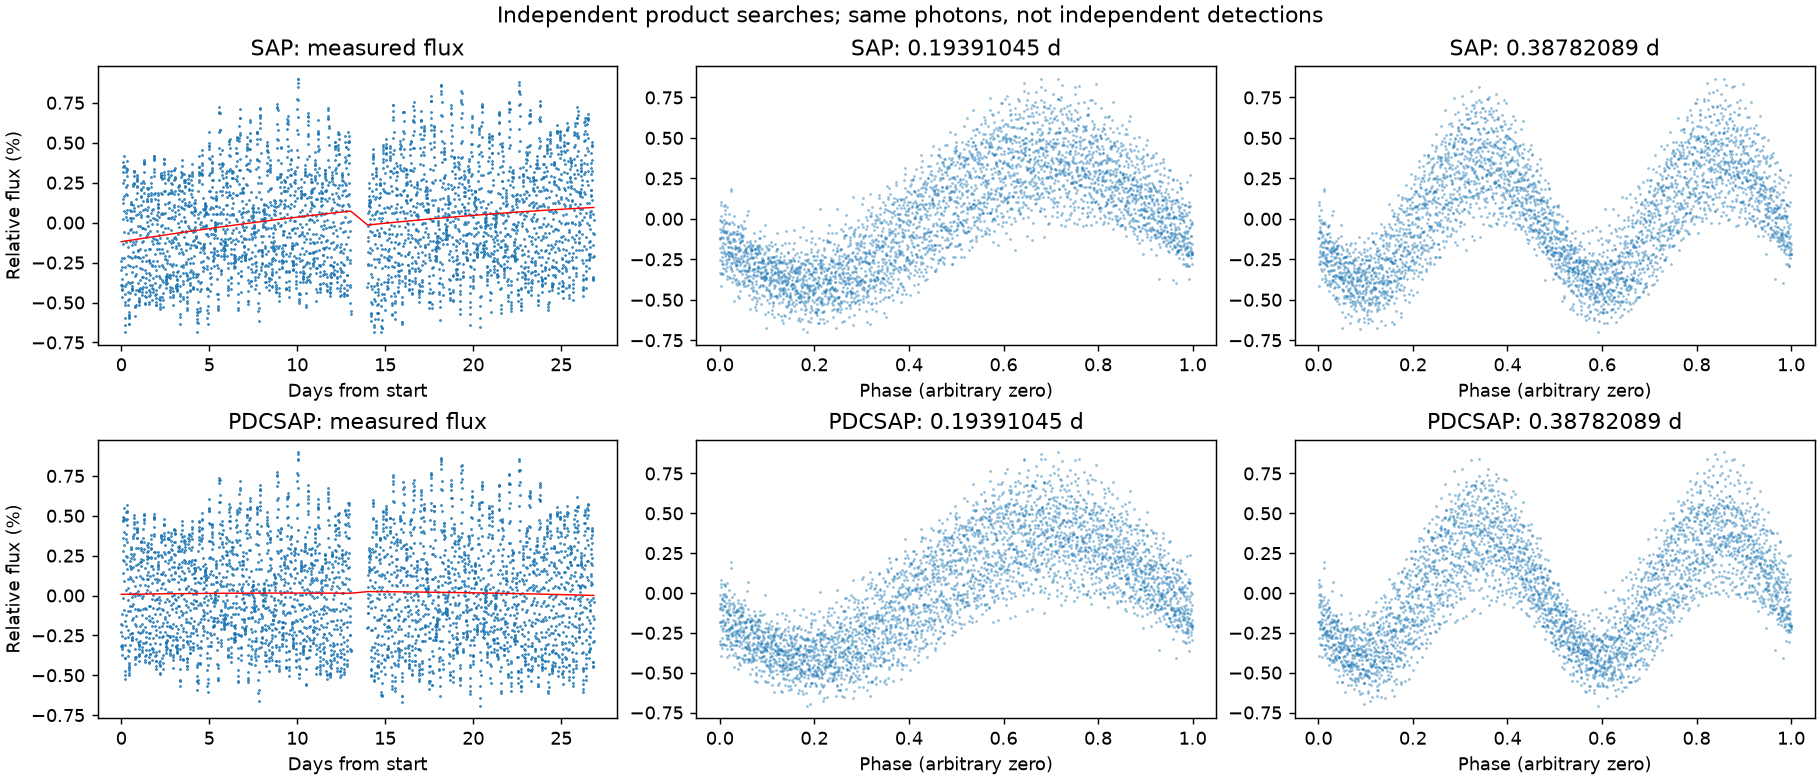 Independent product searches; same photons, not independent detections
SAP: measured flux
SAP: 0.19391045 d
SAP: 0.38782089 d
Relative flux (%)
0.75
0.50
0.25
0.00
−0.25
−0.50
−0.75
0 5 10 15 20 25
Days from start
0.75
0.50
0.25
0.00
−0.25
−0.50
−0.75
0.0 0.2 0.4 0.6 0.8 1.0
Phase (arbitrary zero)
0.75
0.50
0.25
0.00
−0.25
−0.50
−0.75
0.0 0.2 0.4 0.6 0.8 1.0
Phase (arbitrary zero)
PDCSAP: measured flux
PDCSAP: 0.19391045 d
PDCSAP: 0.38782089 d
Relative flux (%)
0.75
0.50
0.25
0.00
−0.25
−0.50
−0.75
0 5 10 15 20 25
Days from start
0.75
0.50
0.25
0.00
−0.25
−0.50
−0.75
0.0 0.2 0.4 0.6 0.8 1.0
Phase (arbitrary zero)
0.75
0.50
0.25
0.00
−0.25
−0.50
−0.75
0.0 0.2 0.4 0.6 0.8 1.0
Phase (arbitrary zero)